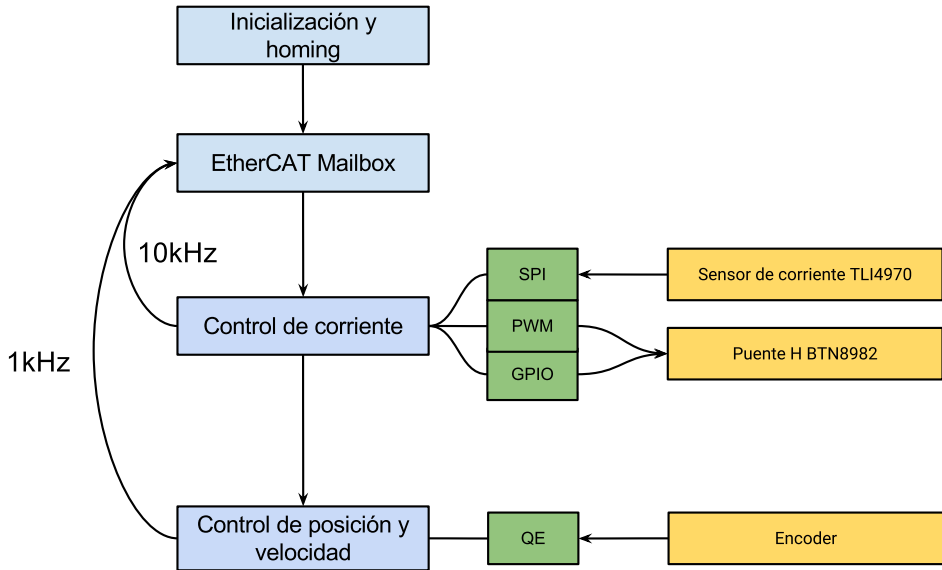 Inicialización y
homing
EtherCAT Mailbox
10kHz
SPI
Sensor de corriente TLI4970
Control de corriente
PWM
Puente H BTN8982
1kHz
GPIO
Control de posición y
velocidad
QE
Encoder